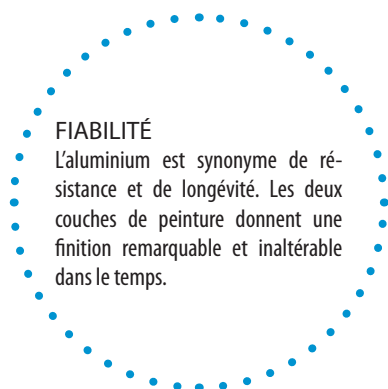 FIABILITÉ
L'aluminium est synonyme de ré-
sistance et de longévité. Les deux
couches de peinture donnent une
finition remarquable et inaltérable
dans le temps.